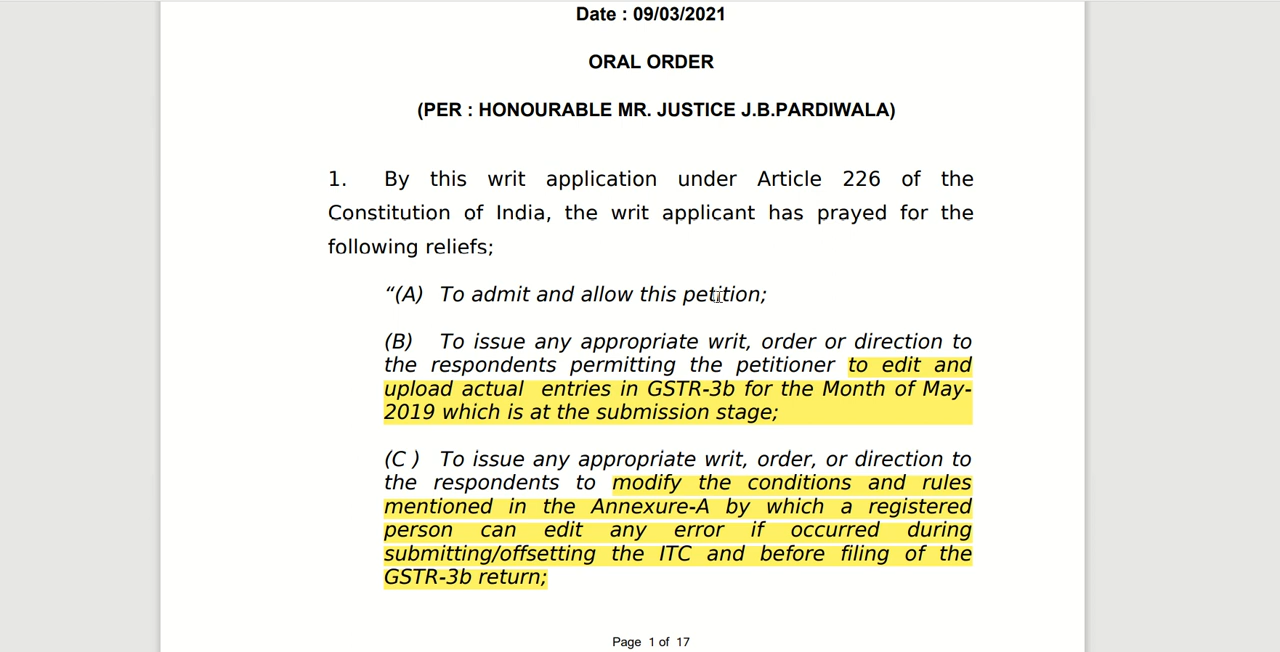 Date : 09/03/2021
ORAL ORDER
(PER : HONOURABLE MR. JUSTICE J.B.PARDIWALA)
1. By this writ application under Article 226 of the
Constitution of India, the writ applicant has prayed for the
following reliefs;
“(A) To admit and allow this petition;
(B) To issue any appropriate writ, order or direction to
the respondents permitting the petitioner to edit and
upload actual entries in GSTR-3b for the Month of May-
2019 which is at the submission stage;
(C ) To issue any appropriate writ, order, or direction to
the respondents to modify the conditions and rules
mentioned in the Annexure-A by which a registered
person can edit any error if occurred during
submitting/offsetting the ITC and before filing of the
GSTR-3b return;
Page 1 of 17